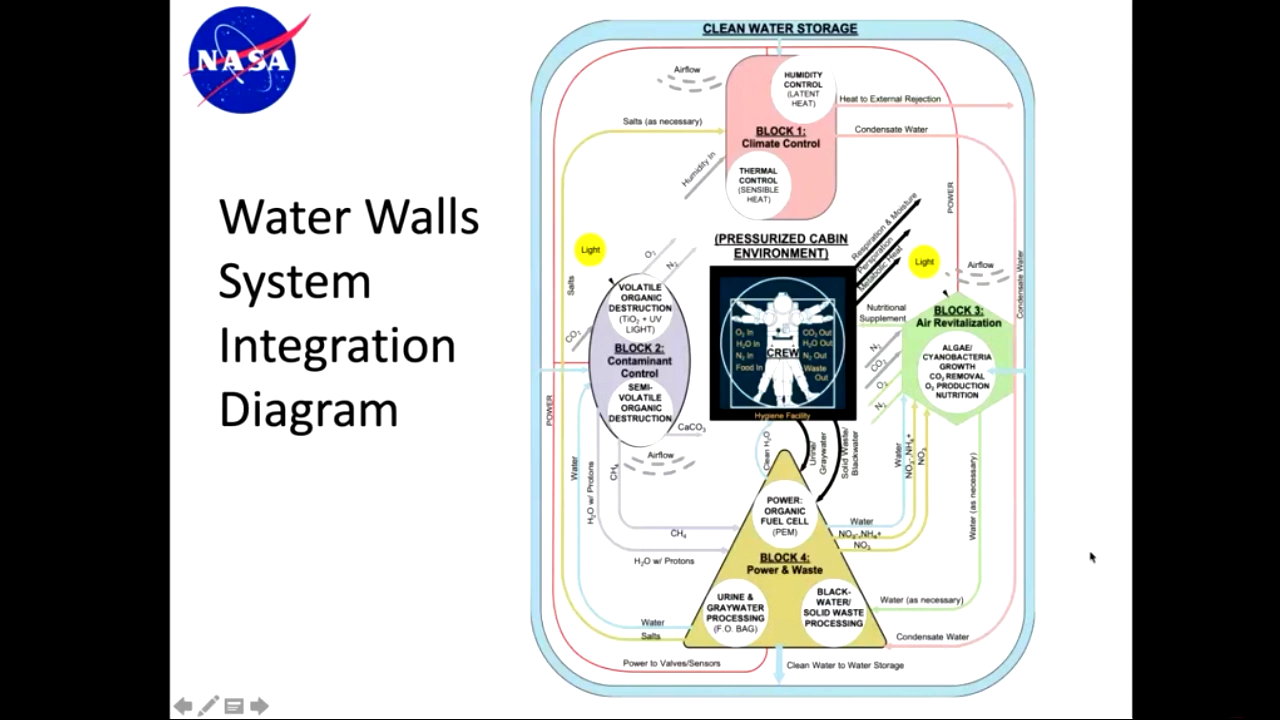 NASA
Water Walls
System
Integration
Diagram
CLEAN WATER STORAGE
Airflow
HUMIDITY
CONTROL
(LATENT
HEAT)
Heat to External Rejection
Salts (as necessary)
Condensate Water
BLOCK 1:
Climate Control
Humidity In
THERMAL
CONTROL
(SENSIBLE
HEAT)
POWER
(PRESSURIZED CABIN
ENVIRONMENT)
Respiration & Moisture
Perspiration
Metabolic Heat
Light
O2
N2
Light
Airflow
Condensate Water
Salts
VOLATILE
ORGANIC
DESTRUCTION
(TiO2 + UV
LIGHT)
CO2
BLOCK 2:
Contaminant
Control
SEMI-
VOLATILE
ORGANIC
DESTRUCTION
O2 In
H2O In
N2 In
Food In
CREW
CO2 Out
H2O Out
N2 Out
Waste
Out
Hygiene Facility
Nutritional
Supplement
BLOCK 3:
Air Revitalization
N2
CO2
O2
N2
ALGAE/
CYANOBACTERIA
GROWTH
CO2 REMOVAL
O2 PRODUCTION
NUTRITION
POWER
CaCO3
Airflow
Clean H2O
Urine/
Graywater
Solid Waste/
Blackwater
Water
NO3-,NH4+
NO3
Water (as necessary)
Water
H2O w/ Protons
CH4
CH4
H2O w/ Protons
POWER:
ORGANIC
FUEL CELL
(PEM)
Water
NO3-,NH4+
NO3
BLOCK 4:
Power & Waste
URINE &
GRAYWATER
PROCESSING
(F.O. BAG)
BLACK-
WATER/
SOLID WASTE
PROCESSING
Water (as necessary)
Water
Salts
Condensate Water
Power to Valves/Sensors
Clean Water to Water Storage